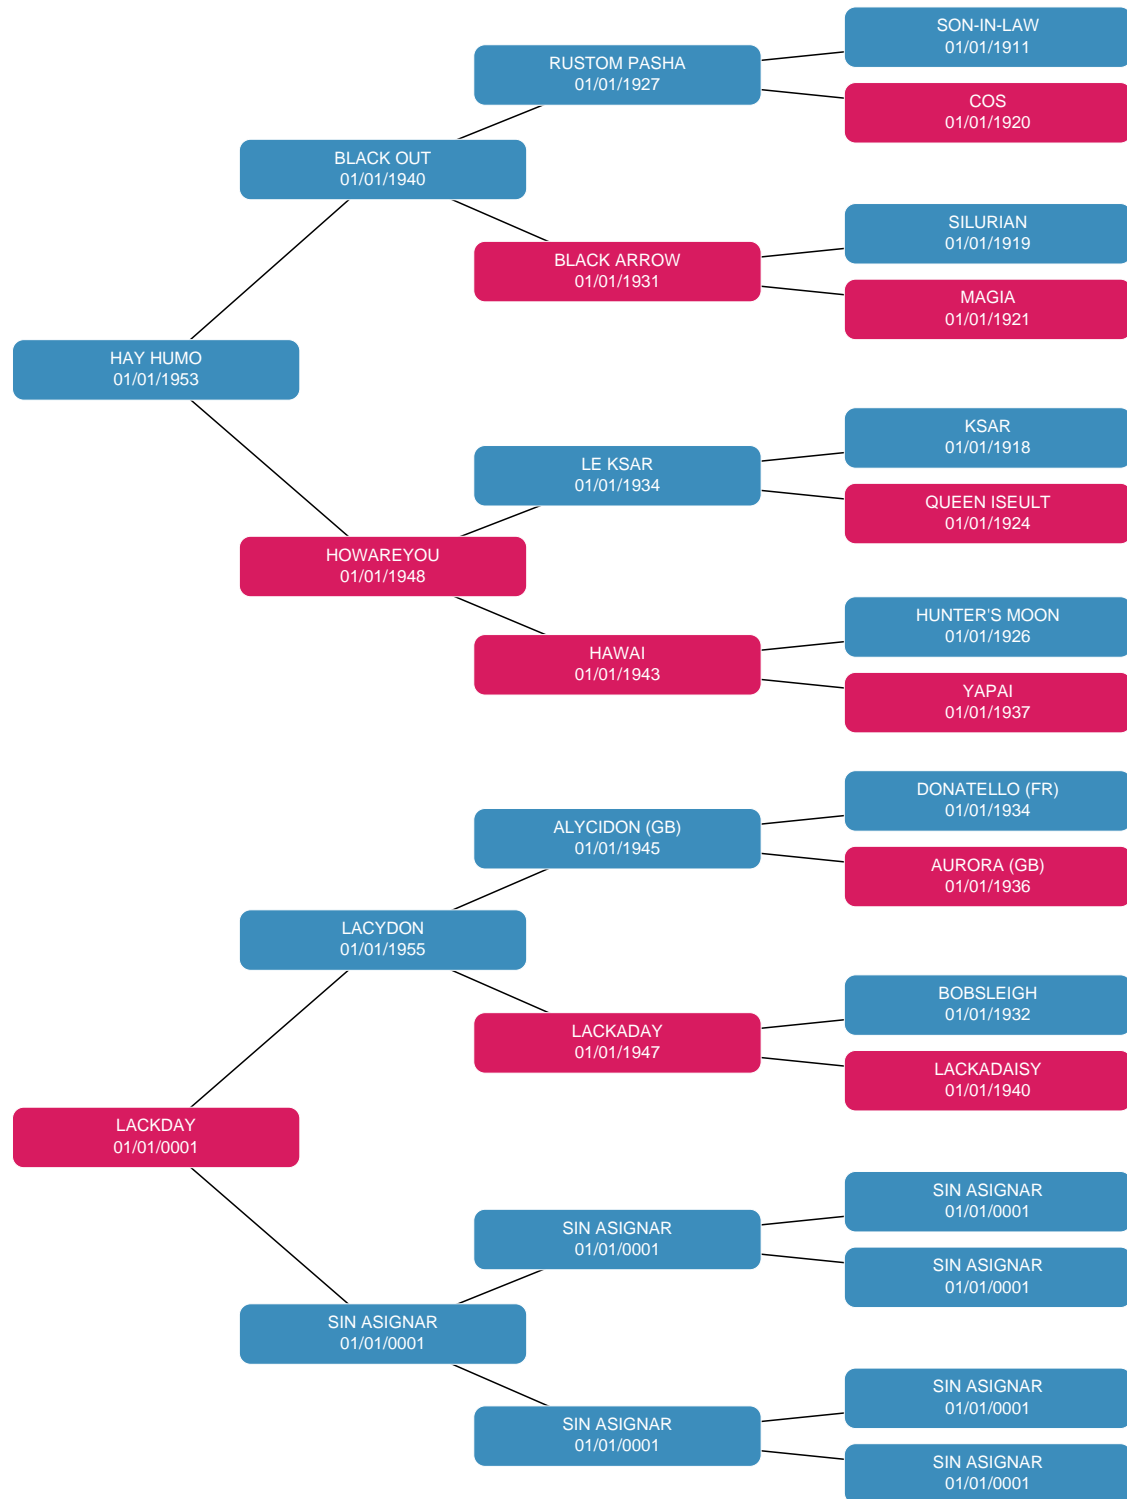 SON-IN-LAW
01/01/1911
RUSTOM PASHA
01/01/1927
COS
01/01/1920
BLACK OUT
01/01/1940
SILURIAN
01/01/1919
BLACK ARROW
01/01/1931
MAGIA
01/01/1921
HAY HUMO
01/01/1953
KSAR
01/01/1918
LE KSAR
01/01/1934
QUEEN ISEULT
01/01/1924
HOWAREYOU
01/01/1948
HUNTER'S MOON
01/01/1926
HAWAI
01/01/1943
YAPAI
01/01/1937
DONATELLO (FR)
01/01/1934
ALYCIDON (GB)
01/01/1945
AURORA (GB)
01/01/1936
LACYDON
01/01/1955
BOBSLEIGH
01/01/1932
LACKADAY
01/01/1947
LACKADAISY
01/01/1940
LACKDAY
01/01/0001
SIN ASIGNAR
01/01/0001
SIN ASIGNAR
01/01/0001
SIN ASIGNAR
01/01/0001
SIN ASIGNAR
01/01/0001
SIN ASIGNAR
01/01/0001
SIN ASIGNAR
01/01/0001
SIN ASIGNAR
01/01/0001